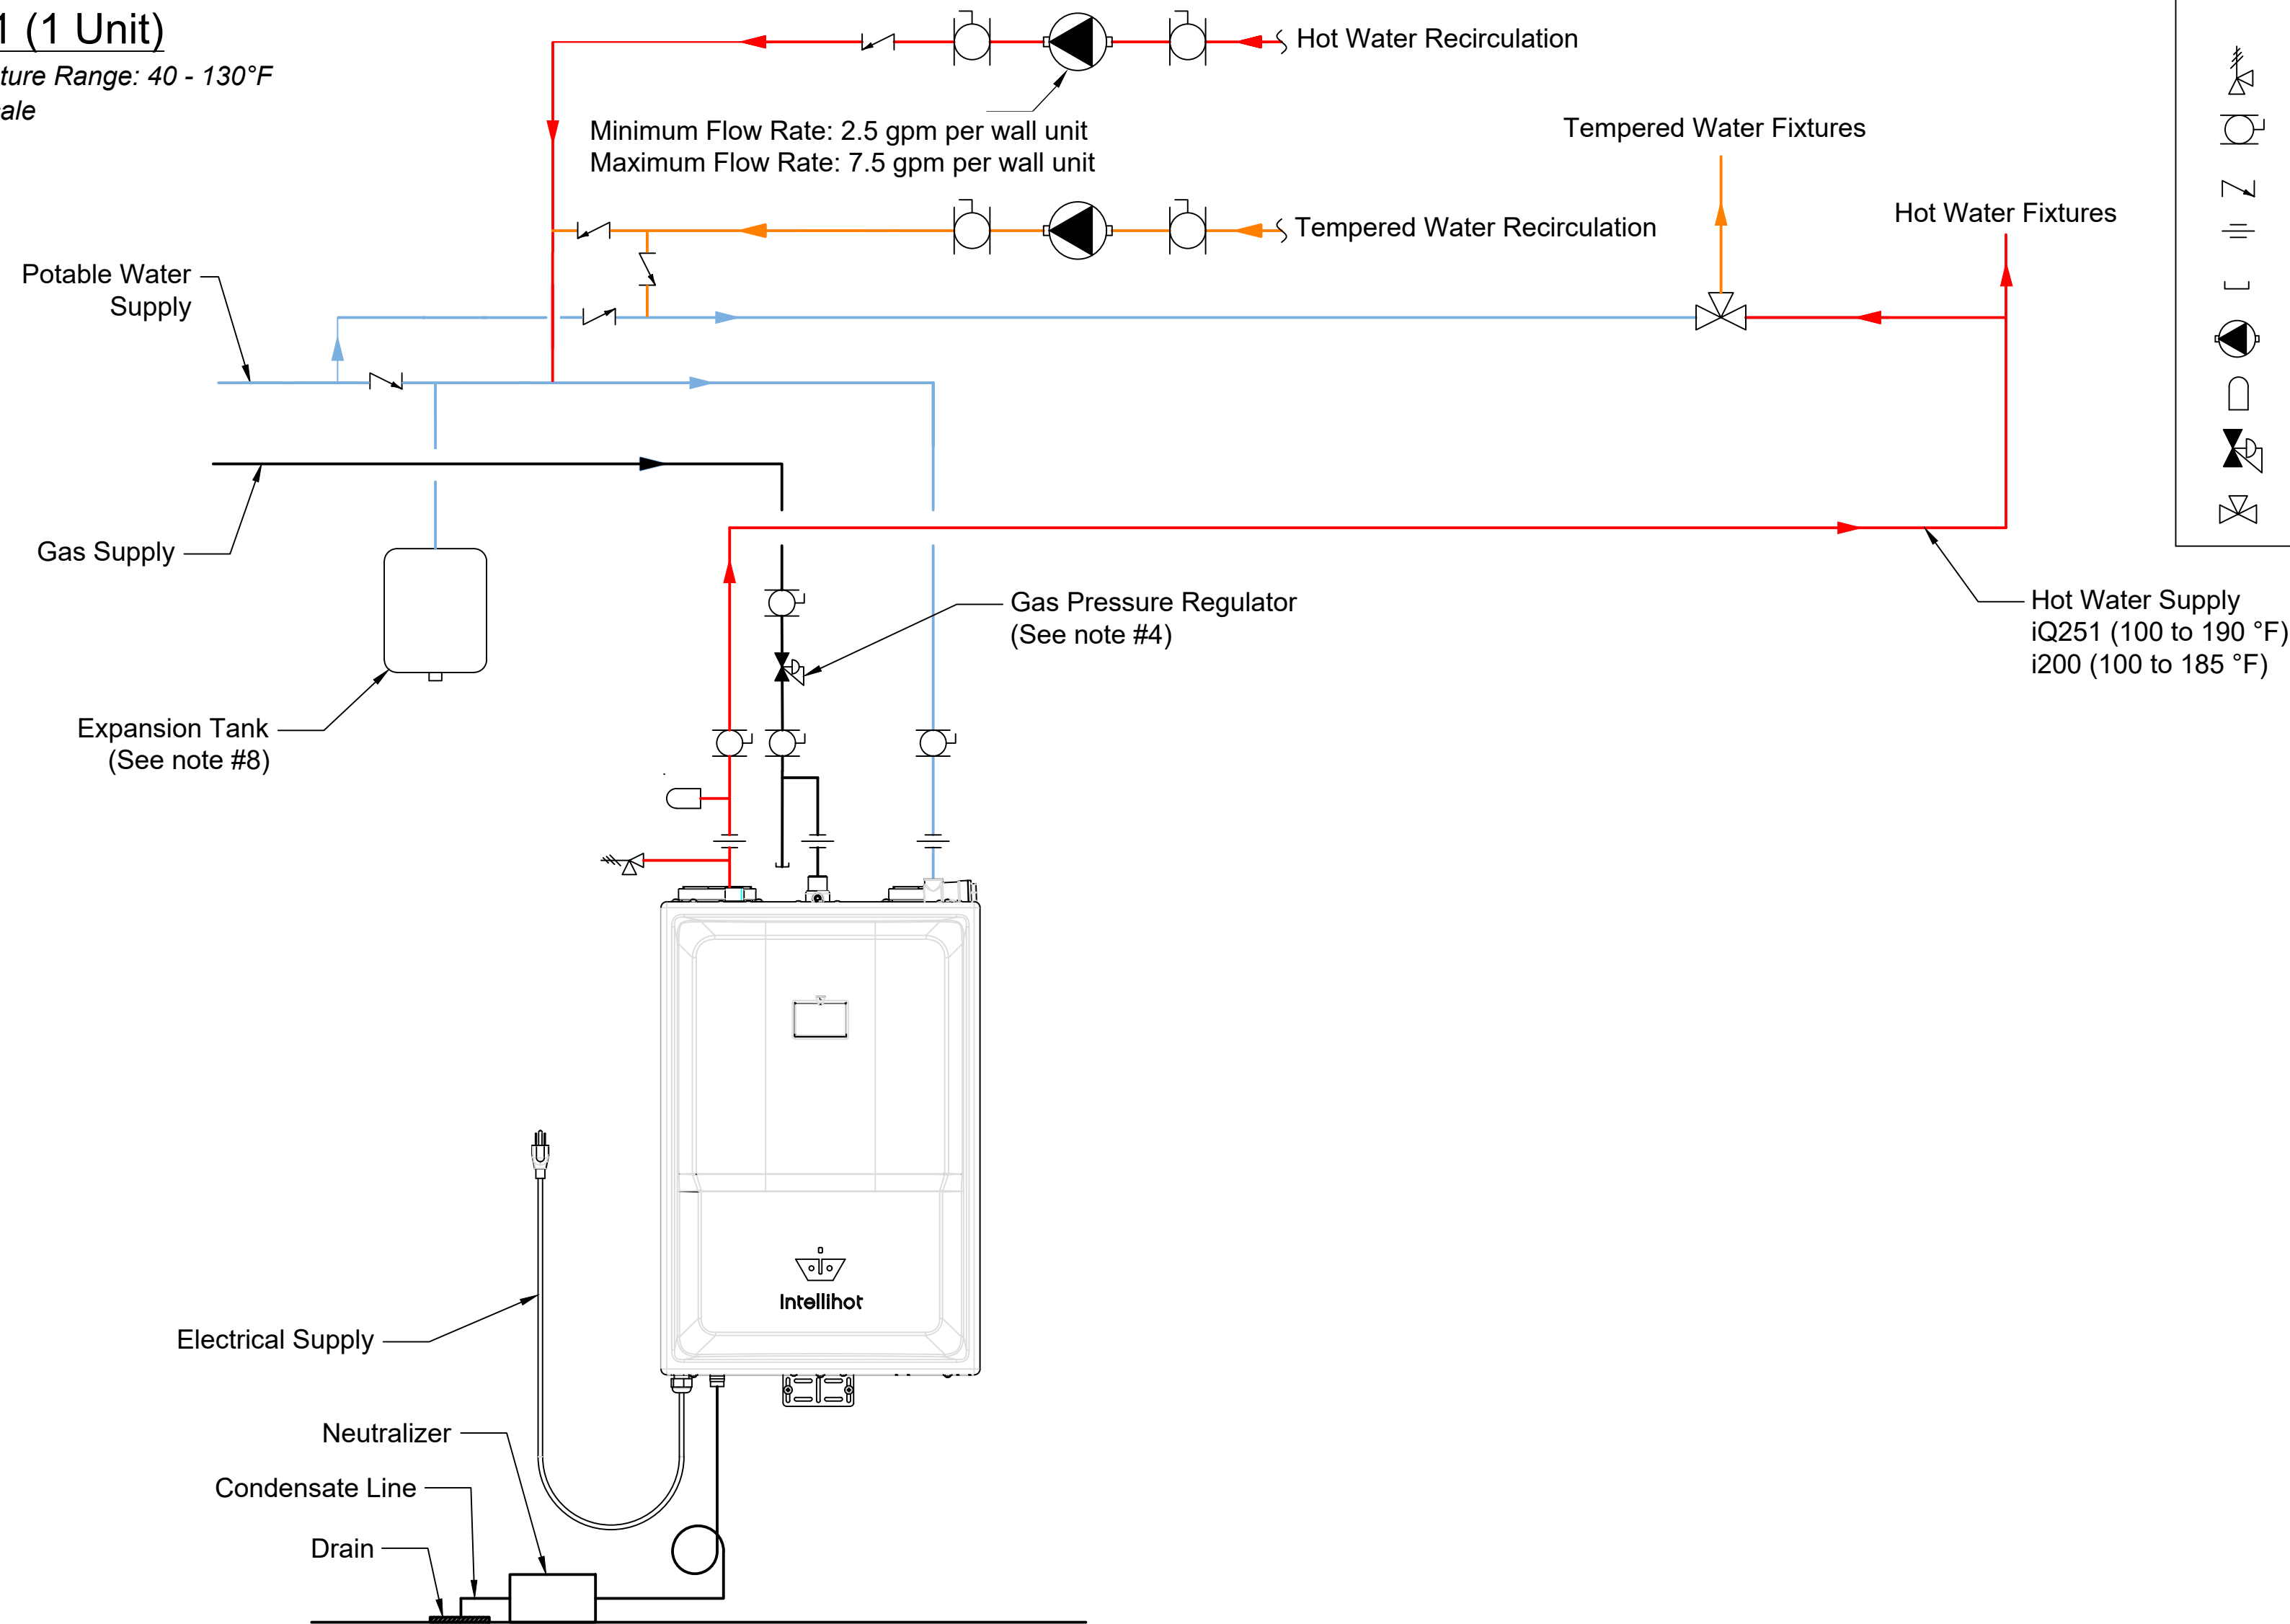 1 (1 Unit)
ture Range: 40 - 130°F
ale
Hot Water Recirculation
Minimum Flow Rate: 2.5 gpm per wall unit
Maximum Flow Rate: 7.5 gpm per wall unit
Tempered Water Fixtures
Hot Water Fixtures
Tempered Water Recirculation
Potable Water
Supply
Gas Supply
Gas Pressure Regulator
(See note #4)
Hot Water Supply
iQ251 (100 to 190 °F)
i200 (100 to 185 °F)
Expansion Tank
(See note #8)
Intellihot
Electrical Supply
Neutralizer
Condensate Line
Drain